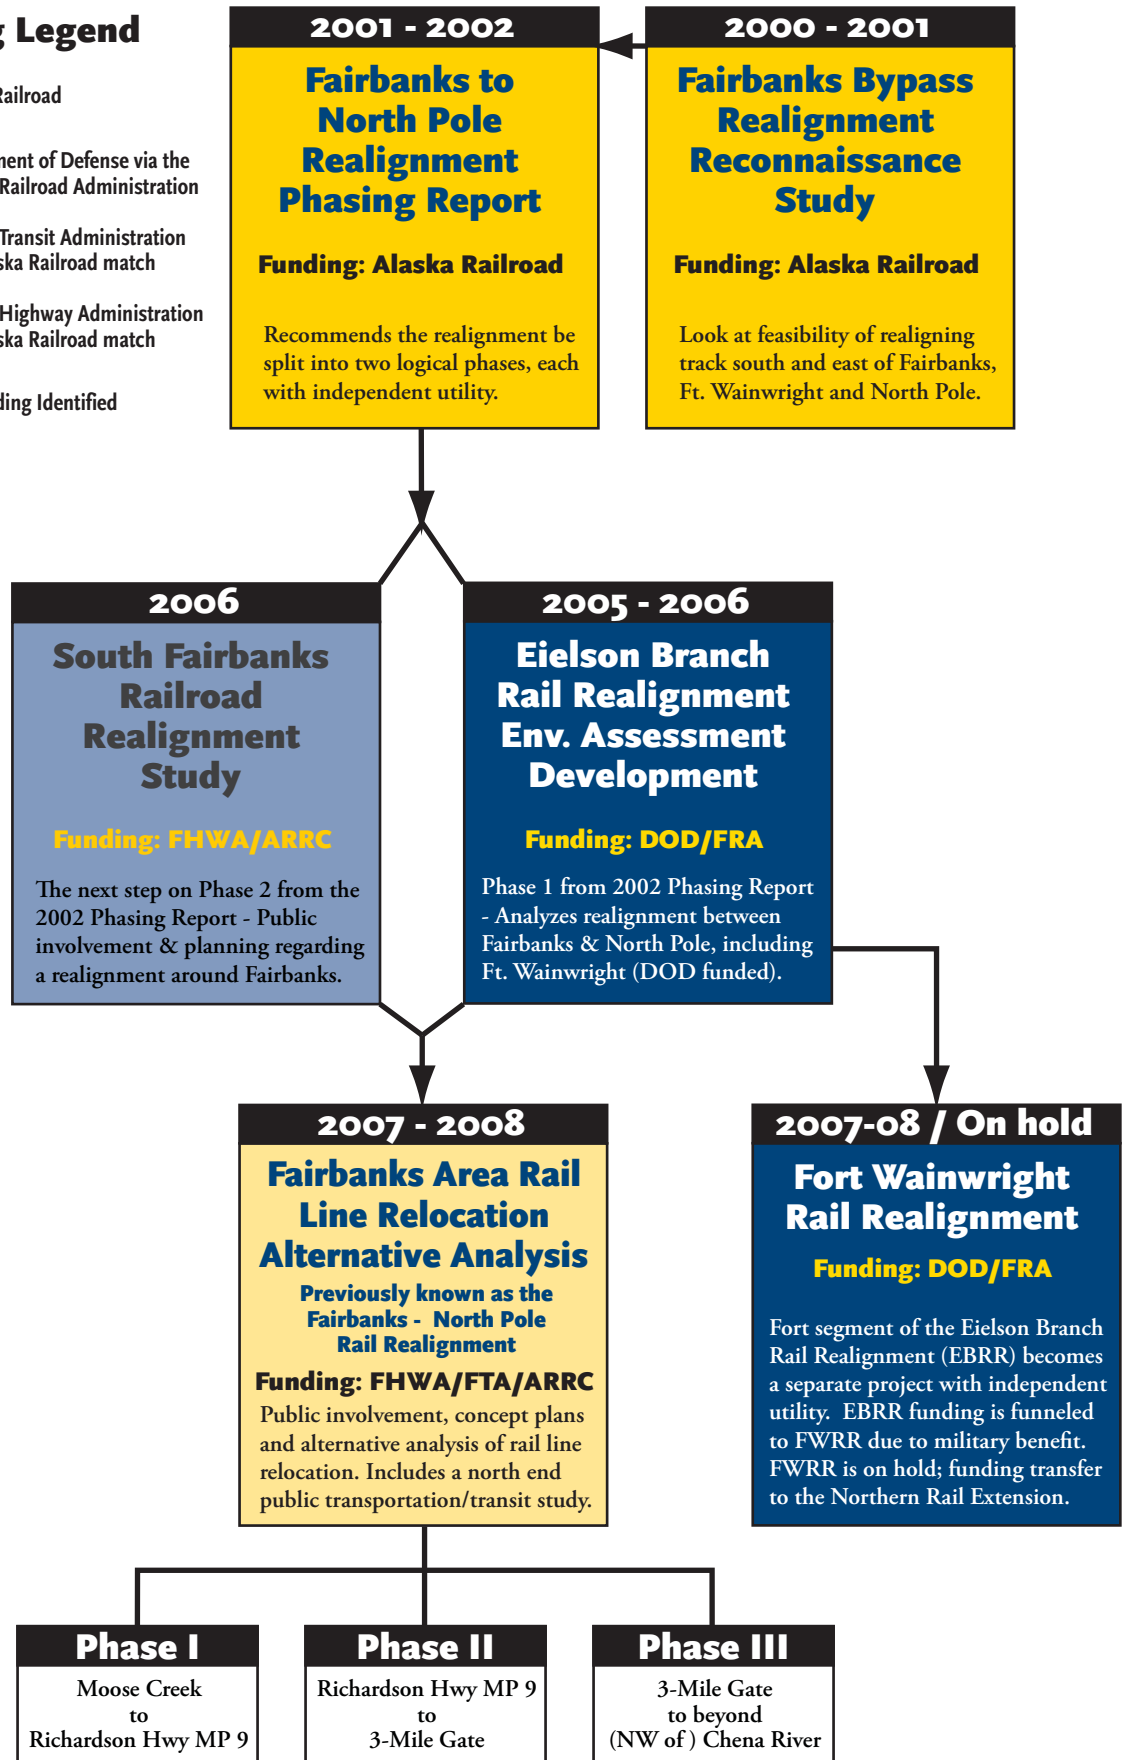 Legend
Railroad
of Defense via the
Railroad Administration
Transit Administration
Railroad match
Highway Administration
Railroad match
Identified
2001 - 2002
Fairbanks to
North Pole
Realignment
Phasing Report
Funding: Alaska Railroad
Recommends the realignment be
split into two logical phases, each
with independent utility.
2000 - 2001
Fairbanks Bypass
Realignment
Reconnaissance
Study
Funding: Alaska Railroad
Look at feasibility of realigning
track south and east of Fairbanks,
Ft. Wainwright and North Pole.
2006
South Fairbanks
Railroad
Realignment
Study
Funding: FHWA/ARRC
The next step on Phase 2 from the
2002 Phasing Report - Public
involvement & planning regarding
a realignment around Fairbanks.
2005 - 2006
Eielson Branch
Rail Realignment
Env. Assessment
Development
Funding: DOD/FRA
Phase 1 from 2002 Phasing Report
- Analyzes realignment between
Fairbanks & North Pole, including
Ft. Wainwright (DOD funded).
2007 - 2008
Fairbanks Area Rail
Line Relocation
Alternative Analysis
Previously known as the
Fairbanks - North Pole
Rail Realignment
Funding: FHWA/FTA/ARRC
Public involvement, concept plans
and alternative analysis of rail line
relocation. Includes a north end
public transportation/transit study.
2007-08 / On hold
Fort Wainwright
Rail Realignment
Funding: DOD/FRA
Fort segment of the Eielson Branch
Rail Realignment (EBRR) becomes
a separate project with independent
utility. EBRR funding is funneled
to FWRR due to military benefit.
FWRR is on hold; funding transfer
to the Northern Rail Extension.
Phase I
Moose Creek
to
Richardson Hwy MP 9
Phase II
Richardson Hwy MP 9
to
3-Mile Gate
Phase III
3-Mile Gate
to beyond
(NW of ) Chena River